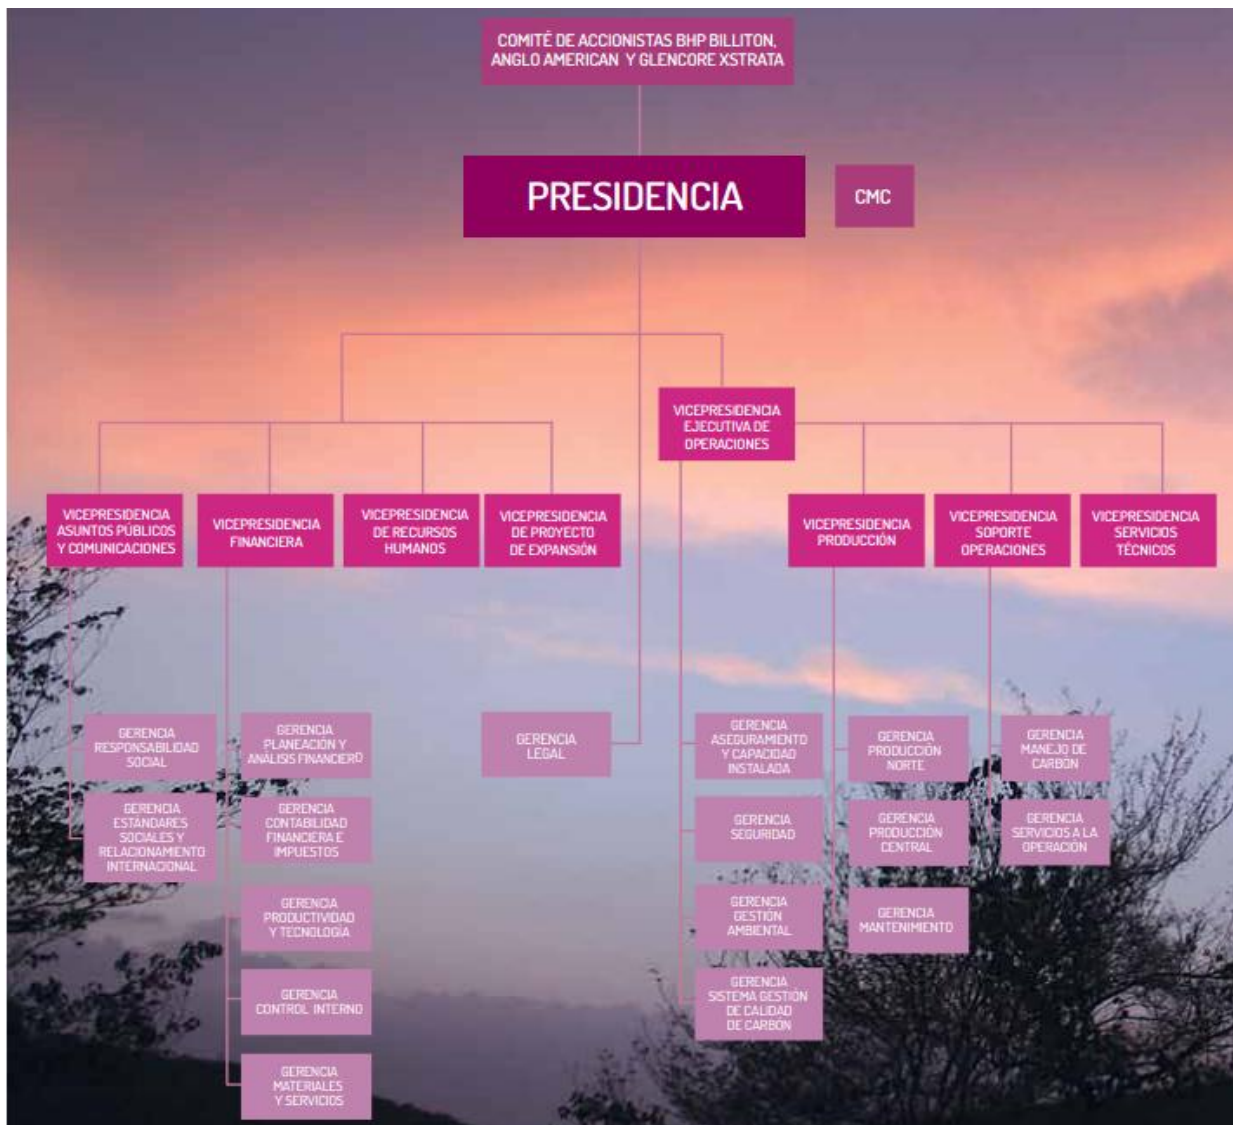 COMITÉ DE ACCIONISTAS BHP BILLITON,
ANGLO AMERICAN Y GLENCORE XSTRATA
PRESIDENCIA
CMC
VICEPRESIDENCIA
EJECUTIVA DE
OPERACIONES
VICEPRESIDENCIA
ASUNTOS PÚBLICOS
Y COMUNICACIONES
VICEPRESIDENCIA
FINANCIERA
VICEPRESIDENCIA
DE RECURSOS
HUMANOS
VICEPRESIDENCIA
DE PROYECTO
DE EXPANSIÓN
VICEPRESIDENCIA
PRODUCCIÓN
VICEPRESIDENCIA
SOPORTE
OPERACIONES
VICEPRESIDENCIA
SERVICIOS
TÉCNICOS
GERENCIA
RESPONSABILIDAD
SOCIAL
GERENCIA
PLANEACIÓN Y
ANÁLISIS FINANCIERO
GERENCIA
LEGAL
GERENCIA
ASEGURAMIENTO
Y CAPACIDAD
INSTALADA
GERENCIA
PRODUCCIÓN
NORTE
GERENCIA
MANEJO DE
CARBÓN
GERENCIA
ESTÁNDARES
SOCIALES Y
RELACIONAMIENTO
INTERNACIONAL
GERENCIA
CONTABILIDAD
FINANCIERA E
IMPUESTOS
GERENCIA
SEGURIDAD
GERENCIA
PRODUCCIÓN
CENTRAL
GERENCIA
SERVICIOS A LA
OPERACIÓN
GERENCIA
PRODUCTIVIDAD
Y TECNOLOGÍA
GERENCIA
GESTIÓN
AMBIENTAL
GERENCIA
MANTENIMIENTO
GERENCIA
CONTROL INTERNO
GERENCIA
SISTEMA GESTIÓN
DE CALIDAD
DE CARBÓN
GERENCIA
MATERIALES
Y SERVICIOS